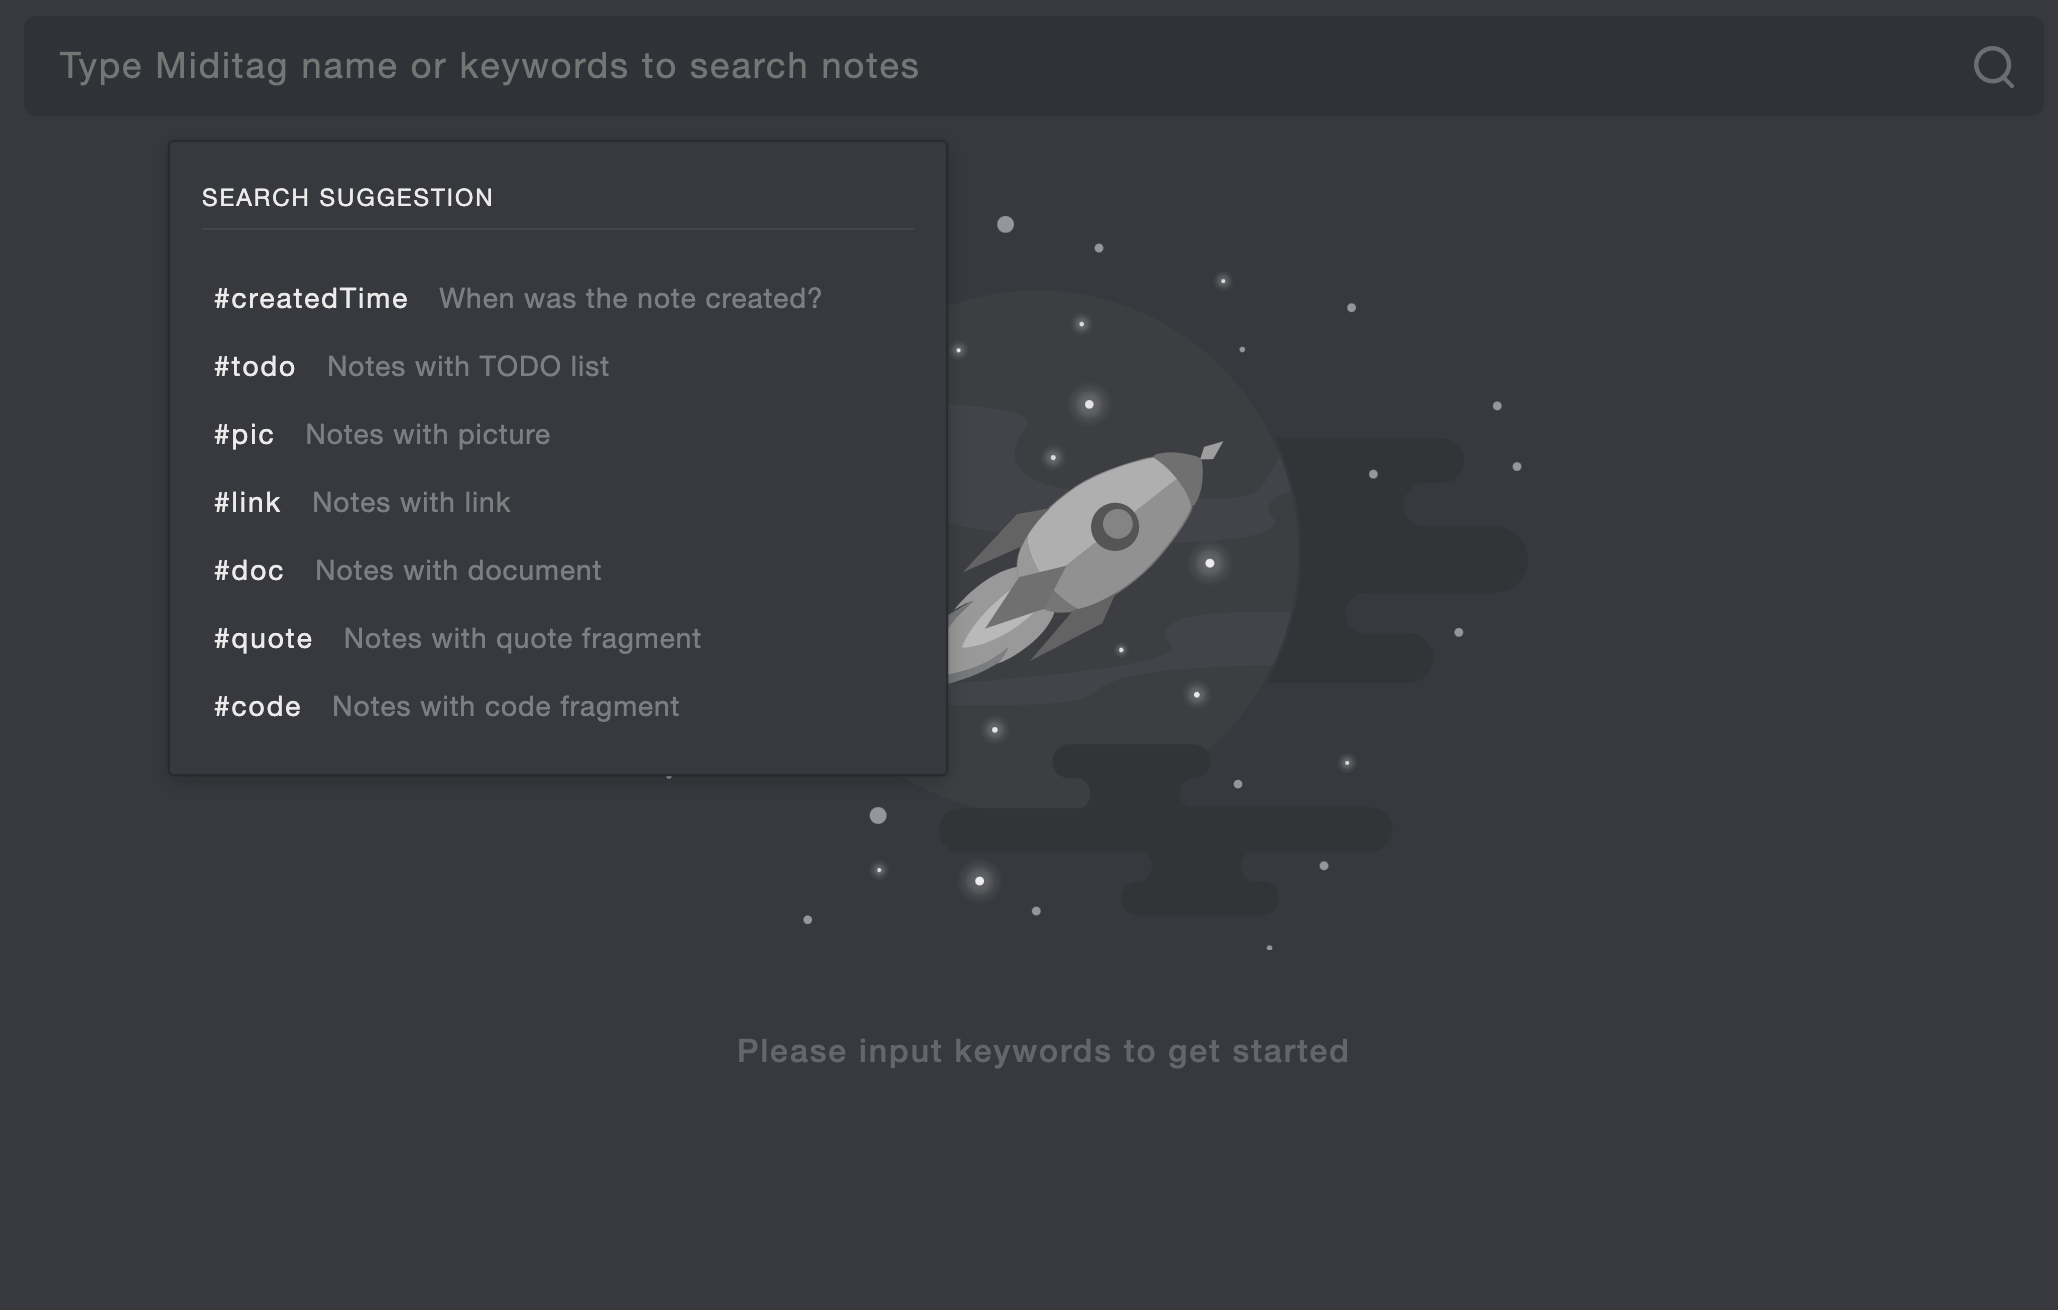 Type Miditag name or keywords to search notes
SEARCH SUGGESTION
#createdTime When was the note created?
#todo Notes with TODO list
#pic Notes with picture
#link Notes with link
#doc Notes with document
#quote Notes with quote fragment
#code Notes with code fragment
Please input keywords to get started